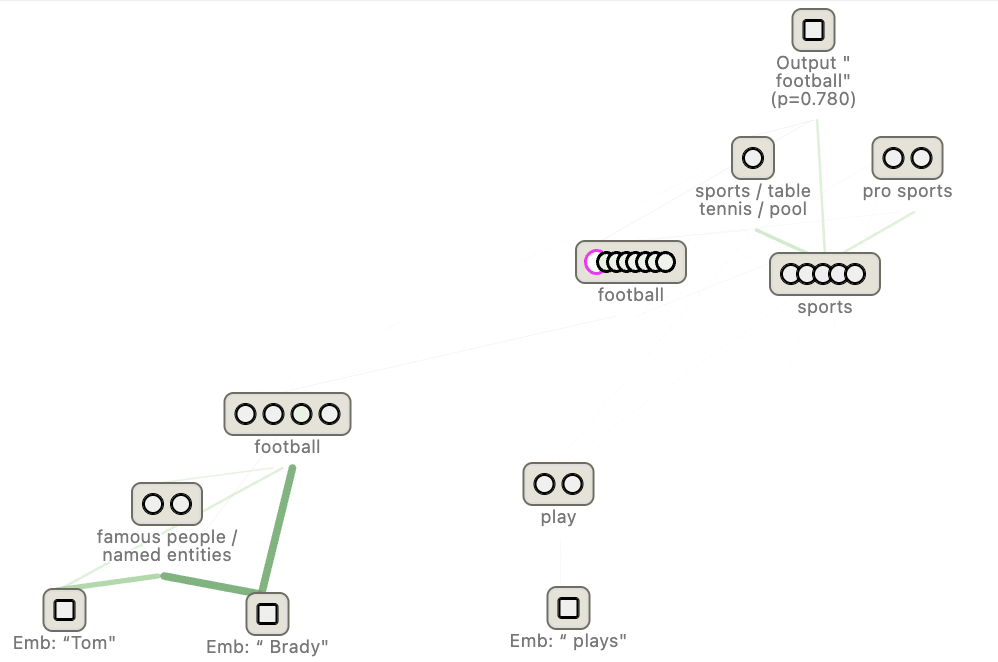 Output "
football"
(p=0.780)
sports / table
tennis / pool
pro sports
football
sports
football
play
famous people /
named entities
Emb: “Tom"
Emb: “ Brady"
Emb: “ plays"